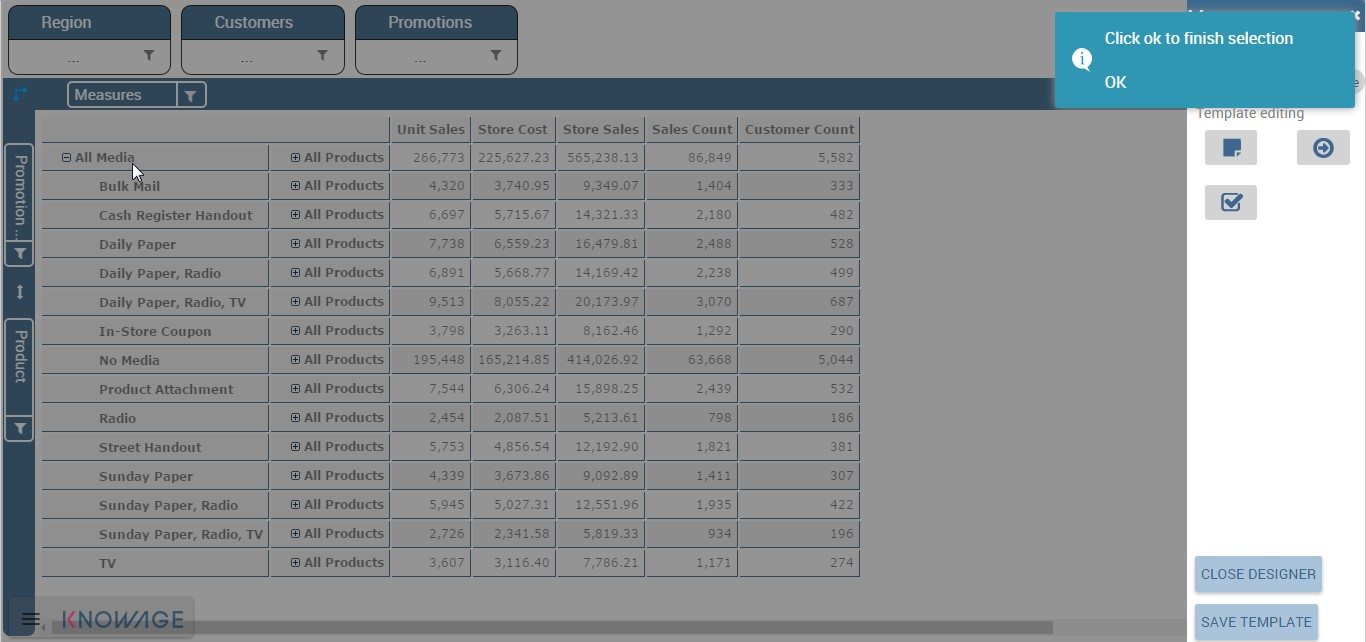 Region Customers Promotions
... ... ...
Click ok to finish selection
OK
Measures
Template editing
Promotion ...
Product
Unit Sales Store Cost Store Sales Sales Count Customer Count
All Media All Products 266,773 225,627.23 565,238.13 86,849 5,582
Bulk Mail All Products 4,320 3,740.95 9,349.07 1,404 333
Cash Register Handout All Products 6,697 5,715.67 14,321.33 2,180 482
Daily Paper All Products 7,738 6,559.23 16,479.81 2,488 528
Daily Paper, Radio All Products 6,891 5,668.77 14,169.42 2,238 499
Daily Paper, Radio, TV All Products 9,513 8,055.22 20,173.97 3,070 687
In-Store Coupon All Products 3,798 3,263.11 8,162.46 1,292 290
No Media All Products 195,448 165,214.85 414,026.92 63,668 5,044
Product Attachment All Products 7,544 6,306.24 15,898.25 2,439 532
Radio All Products 2,454 2,087.51 5,213.61 798 186
Street Handout All Products 5,753 4,856.54 12,192.90 1,821 381
Sunday Paper All Products 4,339 3,673.86 9,092.89 1,411 307
Sunday Paper, Radio All Products 5,945 5,027.31 12,551.96 1,935 422
Sunday Paper, Radio, TV All Products 2,726 2,341.58 5,819.33 934 196
TV All Products 3,607 3,116.40 7,786.21 1,171 274
CLOSE DESIGNER
KNOWAGE
SAVE TEMPLATE